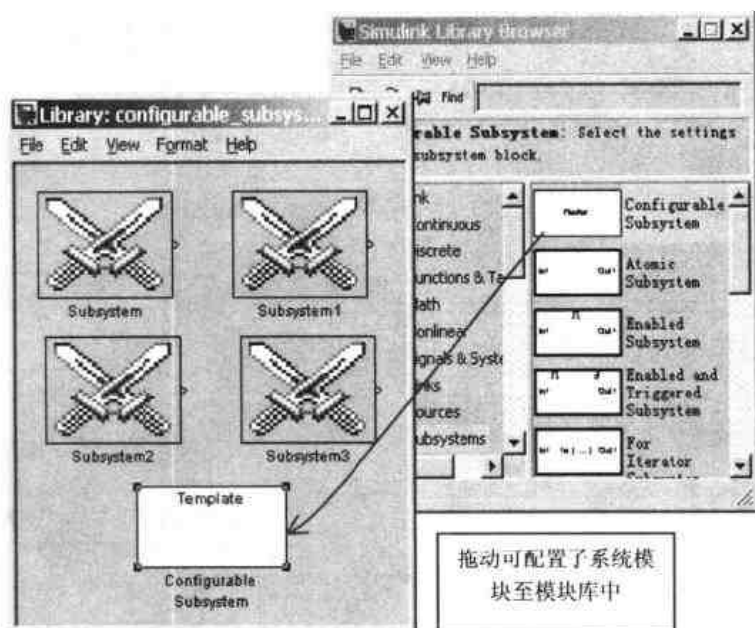 Simulink Library Browser
File Edit View Help
Find
Library: configurable_subsys...
File Edit View Format Help
rable Subsystem: Select the settings
subsystem block.
Subsystem
Subsystem1
Subsystem2
Subsystem3
Template
Configurable
Subsystem
nk
ontinuous
iscrete
unctions & Ta
ath
onlinear
ignals & Syste
nks
ources
ubsystems
Configurable
Subsystem
Atomic
Subsystem
Enabled
Subsystem
Enabled and
Triggered
Subsystem
For
Iterator
拖动可配置了系统模
块至模块库中